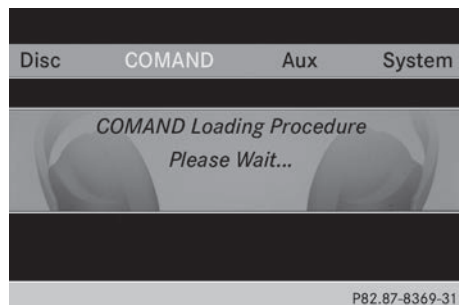 Disc COMAND Aux System
COMAND Loading Procedure
Please Wait...
P82.87-8369-31